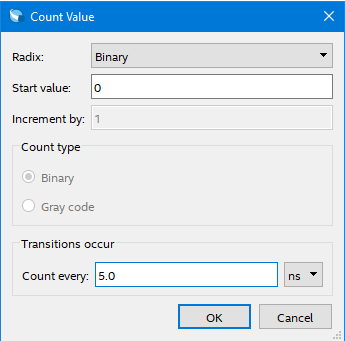 Count Value
Radix: Binary
Start value: 0
Increment by: 1
Count type
Binary
Gray code
Transitions occur
Count every: 5.0 ns
OK Cancel